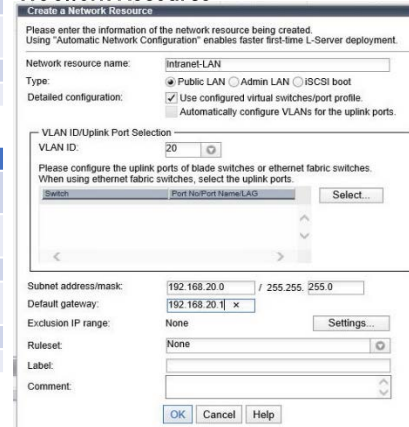 Create a Network Resource
Please enter the information of the network resource being created.
Using "Automatic Network Configuration" enables faster first-time L-Server deployment.
Network resource name: Intranet-LAN
Type: Public LAN Admin LAN iSCSI boot
Detailed configuration: Use configured virtual switches/port profile.
Automatically configure VLANs for the uplink ports.
VLAN ID/Uplink Port Selection
VLAN ID: 20
Please configure the uplink ports of blade switches or ethernet fabric switches.
When using ethernet fabric switches, select the uplink ports.
Switch Port No/Port Name/LAG Select...
Subnet address/mask: 192.168.20.0 / 255.255. 255.0
Default gateway: 192.168.20.1 ×
Exclusion IP range: None Settings...
Ruleset: None
Label:
Comment:
OK Cancel Help